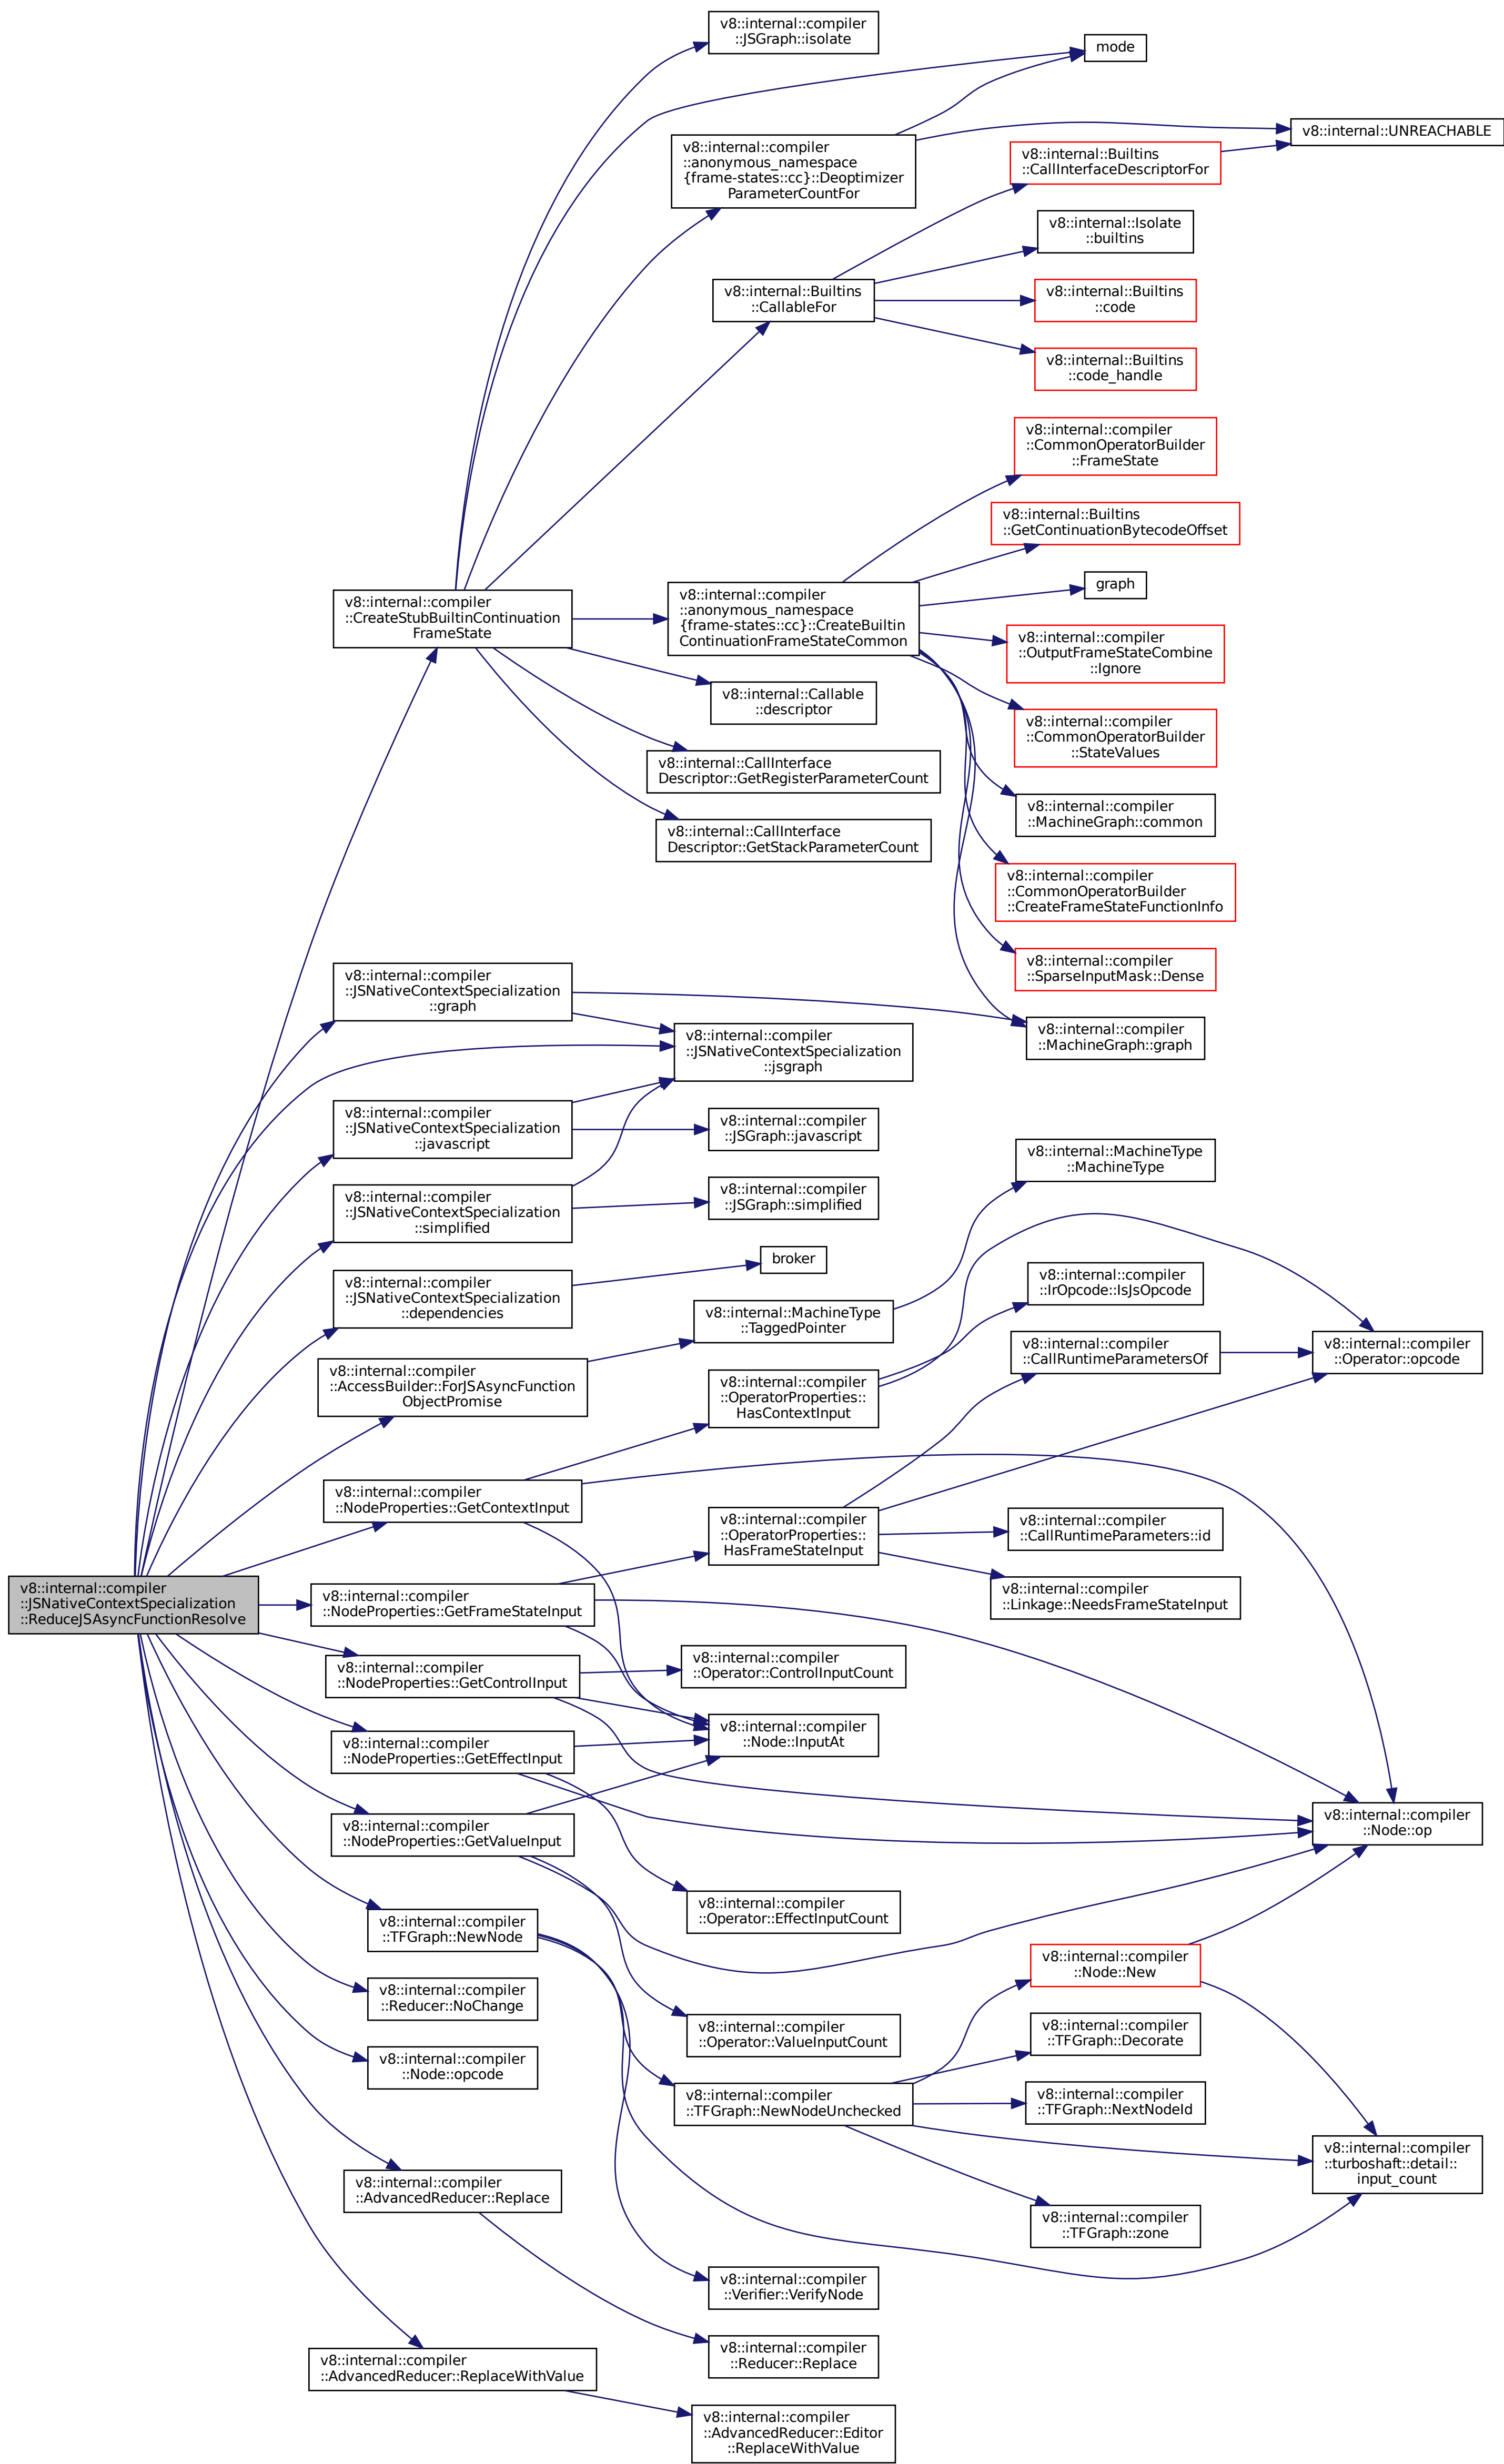 v8::internal::compiler
::JSGraph::isolate
mode
v8::internal::UNREACHABLE
v8::internal::compiler
::anonymous_namespace
{frame-states::cc}::Deoptimizer
ParameterCountFor
v8::internal::Builtins
::CallInterfaceDescriptorFor
v8::internal::Isolate
::builtins
v8::internal::Builtins
::CallableFor
v8::internal::Builtins
::code
v8::internal::Builtins
::code_handle
v8::internal::compiler
::CommonOperatorBuilder
::FrameState
v8::internal::Builtins
::GetContinuationBytecodeOffset
v8::internal::compiler
::CreateStubBuiltinContinuation
FrameState
v8::internal::compiler
::anonymous_namespace
{frame-states::cc}::CreateBuiltin
ContinuationFrameStateCommon
graph
v8::internal::compiler
::OutputFrameStateCombine
::Ignore
v8::internal::Callable
::descriptor
v8::internal::compiler
::CommonOperatorBuilder
::StateValues
v8::internal::CallInterface
Descriptor::GetRegisterParameterCount
v8::internal::compiler
::MachineGraph::common
v8::internal::CallInterface
Descriptor::GetStackParameterCount
v8::internal::compiler
::CommonOperatorBuilder
::CreateFrameStateFunctionInfo
v8::internal::compiler
::SparseInputMask::Dense
v8::internal::compiler
::JSNativeContextSpecialization
::graph
v8::internal::compiler
::MachineGraph::graph
v8::internal::compiler
::JSNativeContextSpecialization
::jsgraph
v8::internal::compiler
::JSNativeContextSpecialization
::javascript
v8::internal::compiler
::JSGraph::javascript
v8::internal::MachineType
::MachineType
v8::internal::compiler
::JSNativeContextSpecialization
::simplified
v8::internal::compiler
::JSGraph::simplified
broker
v8::internal::compiler
::JSNativeContextSpecialization
::dependencies
v8::internal::compiler
::IrOpcode::IsJsOpcode
v8::internal::MachineType
::TaggedPointer
v8::internal::compiler
::CallRuntimeParametersOf
v8::internal::compiler
::Operator::opcode
v8::internal::compiler
::AccessBuilder::ForJSAsyncFunction
ObjectPromise
v8::internal::compiler
::OperatorProperties::
HasContextInput
v8::internal::compiler
::NodeProperties::GetContextInput
v8::internal::compiler
::OperatorProperties::
HasFrameStateInput
v8::internal::compiler
::CallRuntimeParameters::id
v8::internal::compiler
::JSNativeContextSpecialization
::ReduceJSAsyncFunctionResolve
v8::internal::compiler
::NodeProperties::GetFrameStateInput
v8::internal::compiler
::Linkage::NeedsFrameStateInput
v8::internal::compiler
::NodeProperties::GetControlInput
v8::internal::compiler
::Operator::ControlInputCount
v8::internal::compiler
::NodeProperties::GetEffectInput
v8::internal::compiler
::Node::InputAt
v8::internal::compiler
::NodeProperties::GetValueInput
v8::internal::compiler
::Node::op
v8::internal::compiler
::Operator::EffectInputCount
v8::internal::compiler
::TFGraph::NewNode
v8::internal::compiler
::Node::New
v8::internal::compiler
::Reducer::NoChange
v8::internal::compiler
::Operator::ValueInputCount
v8::internal::compiler
::TFGraph::Decorate
v8::internal::compiler
::Node::opcode
v8::internal::compiler
::TFGraph::NewNodeUnchecked
v8::internal::compiler
::TFGraph::NextNodeId
v8::internal::compiler
::turboshaft::detail::
input_count
v8::internal::compiler
::AdvancedReducer::Replace
v8::internal::compiler
::TFGraph::zone
v8::internal::compiler
::Verifier::VerifyNode
v8::internal::compiler
::Reducer::Replace
v8::internal::compiler
::AdvancedReducer::ReplaceWithValue
v8::internal::compiler
::AdvancedReducer::Editor
::ReplaceWithValue